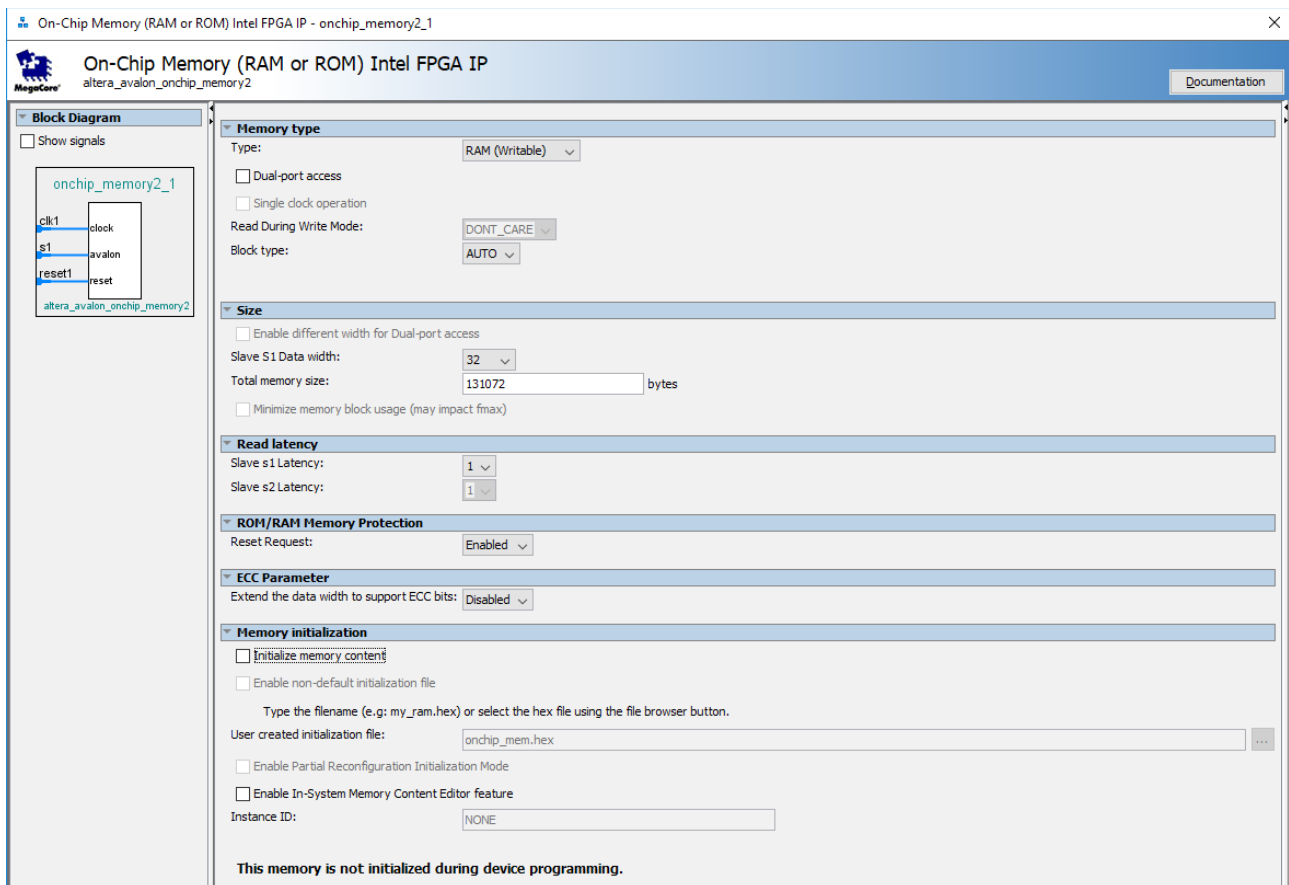 On-Chip Memory (RAM or ROM) Intel FPGA IP - onchip_memory2_1
On-Chip Memory (RAM or ROM) Intel FPGA IP
altera_avalon_onchip_memory2
MegaCore'
Documentation
Block Diagram
Show signals
onchip_memory2_1
clk1
clock
s1
avalon
reset1
reset
altera_avalon_onchip_memory2
Memory type
Type: RAM (Writable)
Dual-port access
Single clock operation
Read During Write Mode: DONT_CARE
Block type: AUTO
Size
Enable different width for Dual-port access
Slave S1 Data width: 32
Total memory size: 131072 bytes
Minimize memory block usage (may impact fmax)
Read latency
Slave s1 Latency: 1
Slave s2 Latency: 1
ROM/RAM Memory Protection
Reset Request: Enabled
ECC Parameter
Extend the data width to support ECC bits: Disabled
Memory initialization
Initialize memory content
Enable non-default initialization file
Type the filename (e.g: my_ram.hex) or select the hex file using the file browser button.
User created initialization file: onchip_mem.hex ...
Enable Partial Reconfiguration Initialization Mode
Enable In-System Memory Content Editor feature
Instance ID: NONE
This memory is not initialized during device programming.